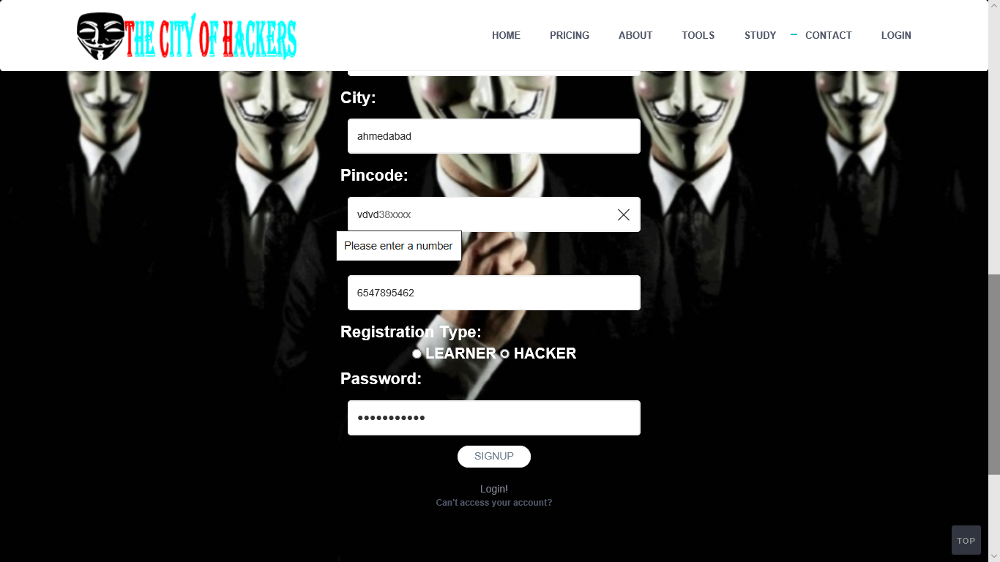 THE CITY OF HACKERS
HOME PRICING ABOUT TOOLS STUDY CONTACT LOGIN
City:
ahmedabad
Pincode:
vdvd38xxxx
Please enter a number
6547895462
Registration Type:
LEARNER HACKER
Password:
SIGNUP
Login!
Can't access your account?
TOP